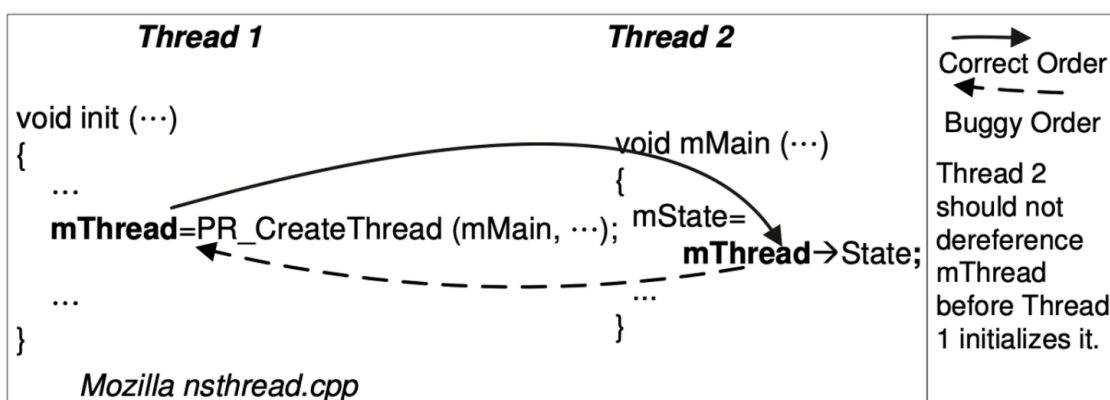 Thread 1
void init (⋯)
{
...
mThread=PR_CreateThread (mMain, ⋯);
...
}
Mozilla nsthread.cpp
Thread 2
void mMain (⋯)
{
mState=
mThread→State;
...
}
Correct Order
Buggy Order
Thread 2
should not
dereference
mThread
before Thread
1 initializes it.